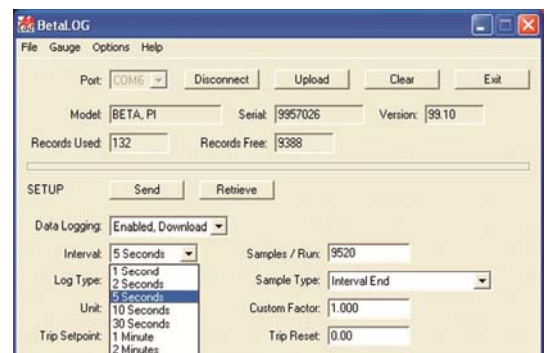 BetaLOG
File Gauge Options Help
Port: COM6 Disconnect Upload Clear Exit
Model: BETA, PI Serial: 9957026 Version: 99.10
Records Used: 132 Records Free: 9388
SETUP Send Retrieve
Data Logging: Enabled, Download
Interval: 5 Seconds Samples / Run: 9520
1 Second
Log Type: 2 Seconds Sample Type: Interval End
5 Seconds
Unit: 10 Seconds Custom Factor: 1.000
30 Seconds
Trip Setpoint: 1 Minute Trip Reset: 0.00
2 Minutes